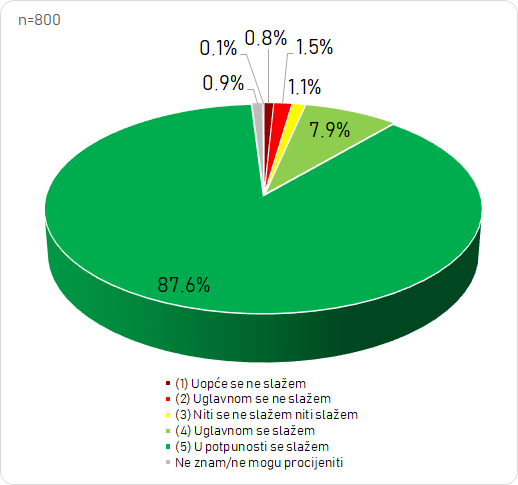 n=800
0.8%
0.1%
1.5%
0.9%
1.1%
7.9%
87.6%
(1) Uopće se ne slažem
(2) Uglavnom se ne slažem
(3) Niti se ne slažem niti slažem
(4) Uglavnom se slažem
(5) U potpunosti se slažem
Ne znam/ne mogu procijeniti